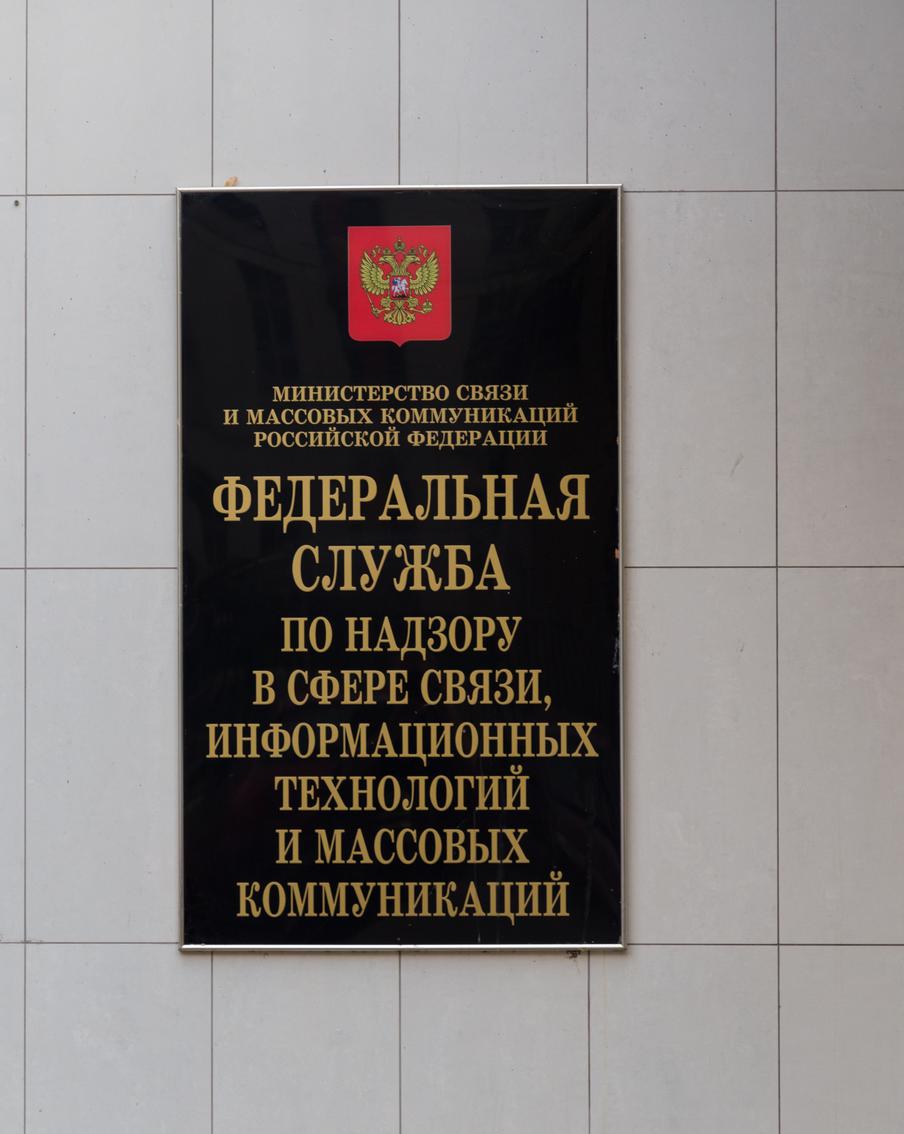 МИНИСТЕРСТВО СВЯЗИ
И МАССОВЫХ КОММУНИКАЦИЙ
РОССИЙСКОЙ ФЕДЕРАЦИИ
ФЕДЕРАЛЬНАЯ
СЛУЖБА
ПО НАДЗОРУ
В СФЕРЕ СВЯЗИ,
ИНФОРМАЦИОННЫХ
ТЕХНОЛОГИЙ
И МАССОВЫХ
КОММУНИКАЦИЙ